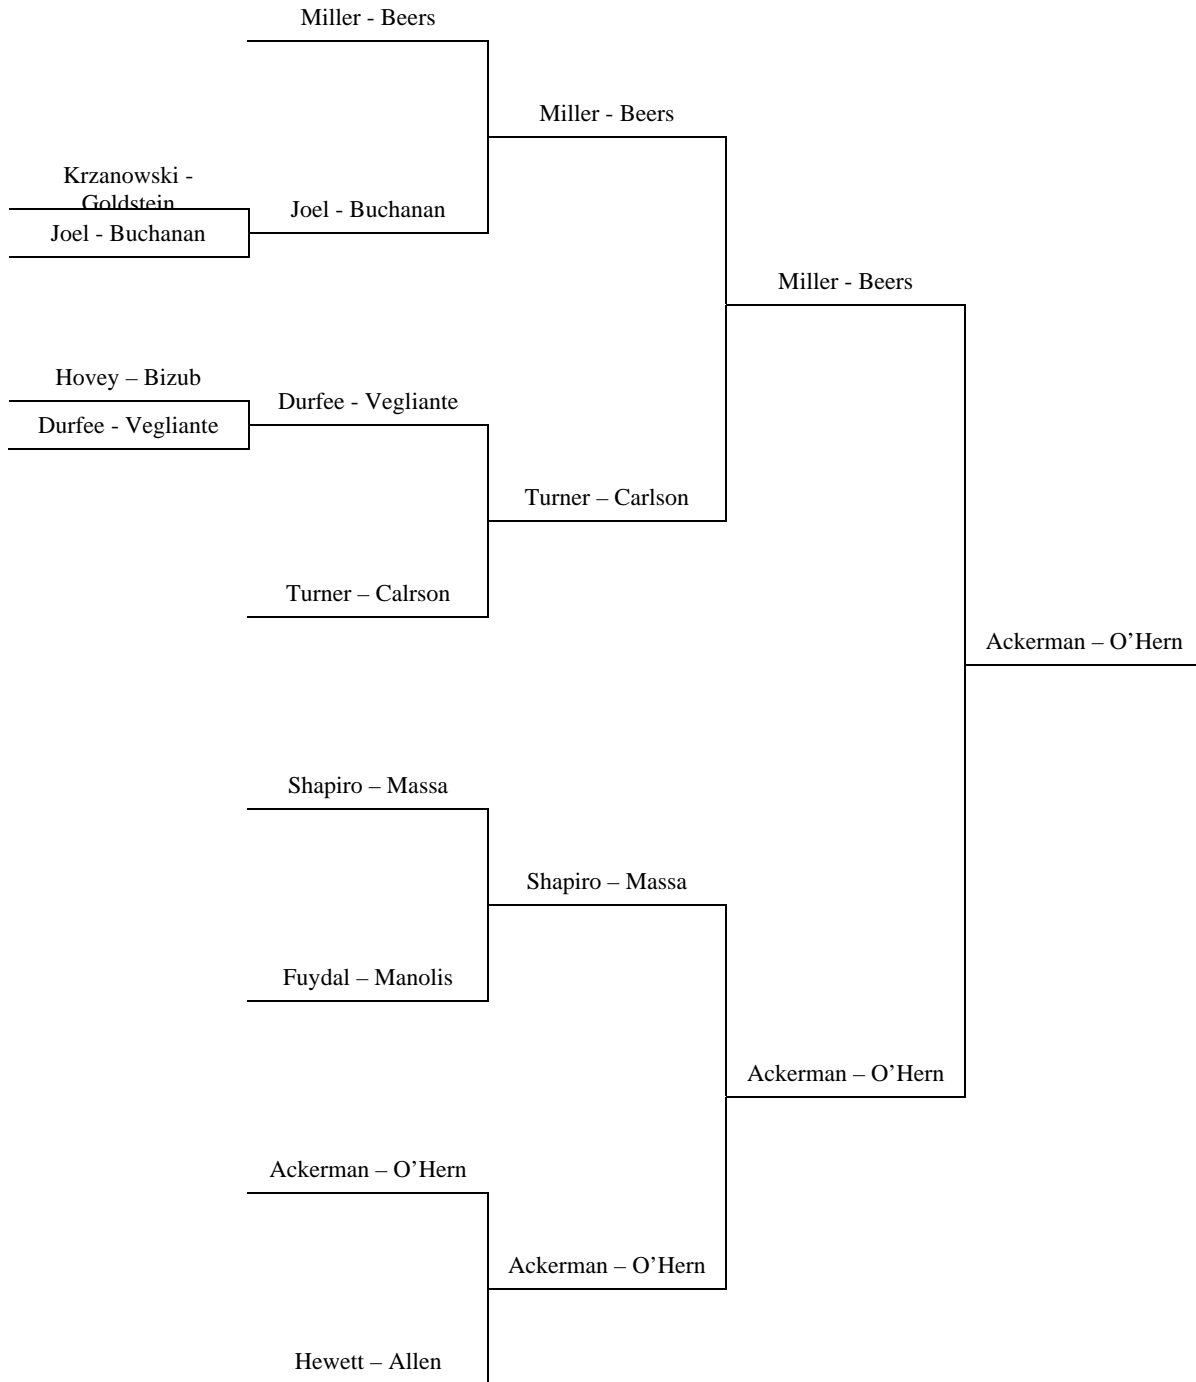 Miller - Beers
Miller - Beers
Krzanowski -
Goldstein
Joel - Buchanan
Joel - Buchanan
Miller - Beers
Hovey – Bizub
Durfee - Vegliante
Durfee - Vegliante
Turner – Carlson
Turner – Calrson
Ackerman – O’Hern
Shapiro – Massa
Shapiro – Massa
Fuydal – Manolis
Ackerman – O’Hern
Ackerman – O’Hern
Ackerman – O’Hern
Hewett – Allen